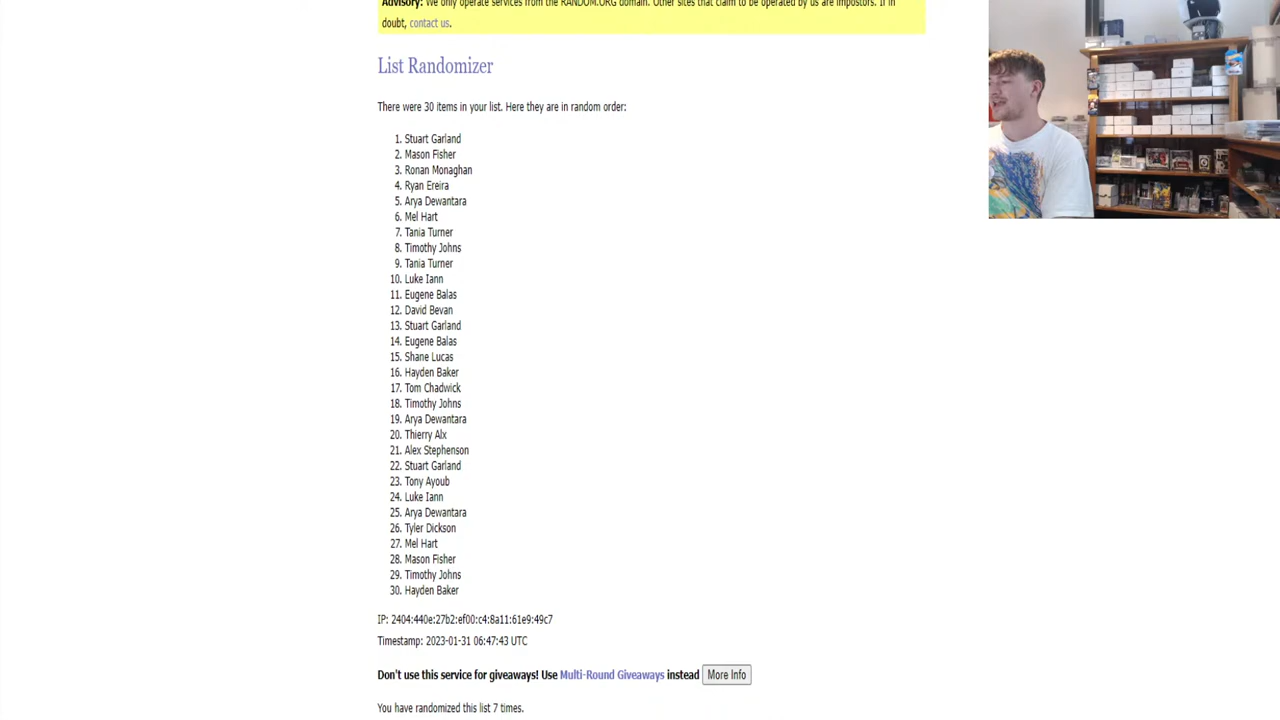 Advisory: We only operate services from the RANDOM.ORG domain. Other sites that claim to be operated by us are impostors. If in
doubt, contact us.
List Randomizer
There were 30 items in your list. Here they are in random order:
1. Stuart Garland
2. Mason Fisher
3. Ronan Monaghan
4. Ryan Ereira
5. Arya Dewantara
6. Mel Hart
7. Tania Turner
8. Timothy Johns
9. Tania Turner
10. Luke Iann
11. Eugene Balas
12. David Bevan
13. Stuart Garland
14. Eugene Balas
15. Shane Lucas
16. Hayden Baker
17. Tom Chadwick
18. Timothy Johns
19. Arya Dewantara
20. Thierry Alx
21. Alex Stephenson
22. Stuart Garland
23. Tony Ayoub
24. Luke Iann
25. Arya Dewantara
26. Tyler Dickson
27. Mel Hart
28. Mason Fisher
29. Timothy Johns
30. Hayden Baker
IP: 2404:440e:27b2:ef00:c4:8a11:61e9:49c7
Timestamp: 2023-01-31 06:47:43 UTC
Don't use this service for giveaways! Use Multi-Round Giveaways instead More Info
You have randomized this list 7 times.